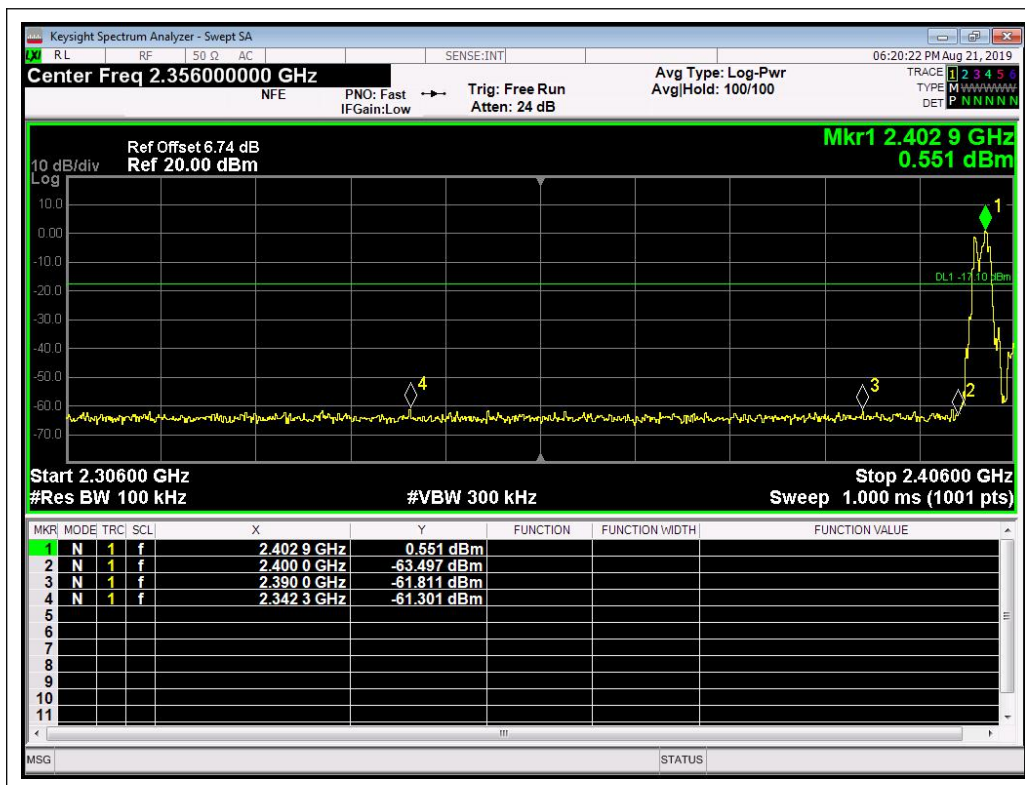 Keysight Spectrum Analyzer - Swept SA
LXI RL RF 50 Ω AC SENSE:INT 06:20:22 PM Aug 21, 2019
Center Freq 2.356000000 GHz
NFE
PNO: Fast
IFGain:Low
Trig: Free Run
Atten: 24 dB
Avg Type: Log-Pwr
Avg|Hold: 100/100
TRACE 1 2 3 4 5 6
TYPE M WWWWW
DET P N N N N N
Mkr1 2.402 9 GHz
0.551 dBm
Ref Offset 6.74 dB
10 dB/div Ref 20.00 dBm
Log
10.0
0.00
-10.0
-20.0
-30.0
-40.0
-50.0
-60.0
-70.0
1
DL1 -17.10 dBm
4
3
2
Start 2.30600 GHz Stop 2.40600 GHz
#Res BW 100 kHz #VBW 300 kHz Sweep 1.000 ms (1001 pts)
MKR MODE TRC SCL X Y FUNCTION FUNCTION WIDTH FUNCTION VALUE
1 N 1 f 2.402 9 GHz 0.551 dBm
2 N 1 f 2.400 0 GHz -63.497 dBm
3 N 1 f 2.390 0 GHz -61.811 dBm
4 N 1 f 2.342 3 GHz -61.301 dBm
5
6
7
8
9
10
11
MSG STATUS